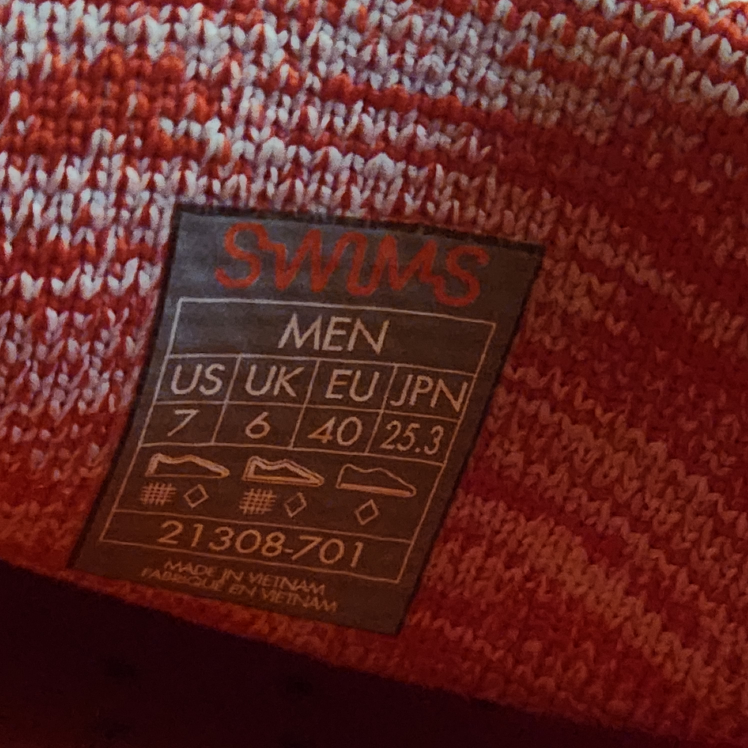 SWIMS
MEN
US UK EU JPN
7 6 40 25.3
21308-701
MADE IN VIETNAM
FABRIQUÉ EN VIETNAM